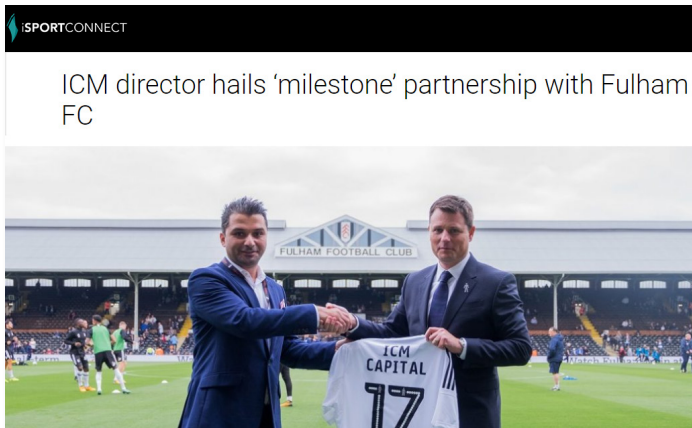 iSPORTCONNECT
ICM director hails ‘milestone’ partnership with Fulham
FC
FULHAM FOOTBALL CLUB
ICM
CAPITAL
17